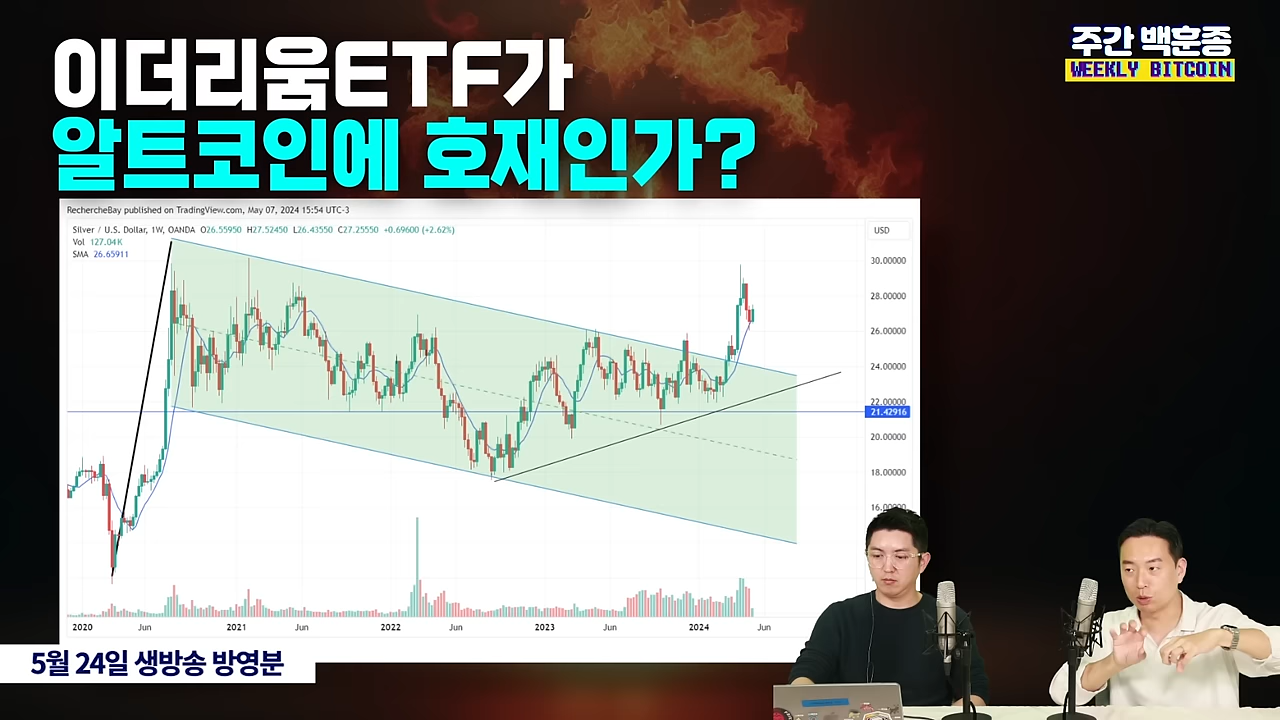 이더리움ETF가
알트코인에 호재인가?
주간 백훈종
WEEKLY BITCOIN
RechercheBay published on TradingView.com, May 07, 2024 15:54 UTC-3
Silver / U.S. Dollar, 1W, OANDA O26.55950 H27.52450 L26.43550 C27.25550 +0.69600 (+2.62%)
Vol 127.04K
SMA 26.65911
USD
30.00000
28.00000
26.00000
24.00000
22.00000
21.42916
20.00000
18.00000
16.00000
2020 Jun 2021 Jun 2022 Jun 2023 Jun 2024 Jun
5월 24일 생방송 방영분